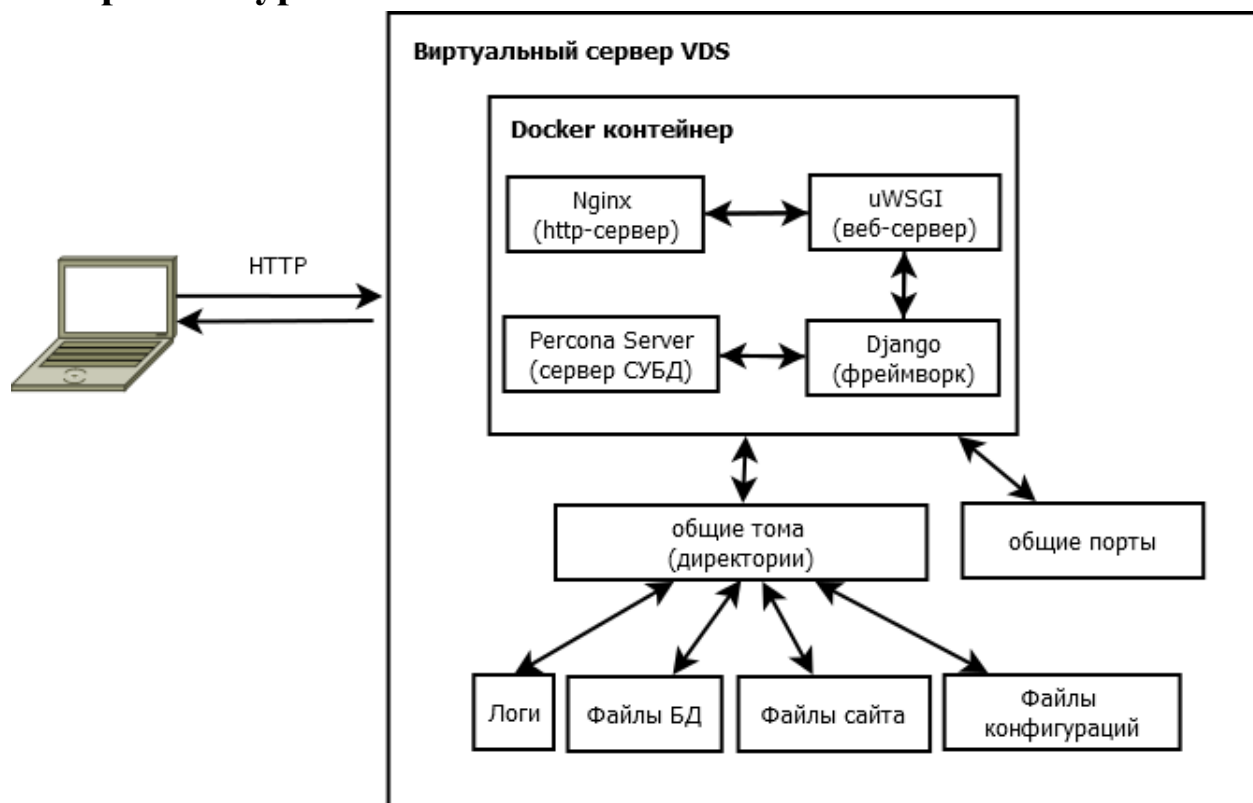 Виртуальный сервер VDS
Docker контейнер
Nginx
(http-сервер)
uWSGI
(веб-сервер)
HTTP
Percona Server
(сервер СУБД)
Django
(фреймворк)
общие тома
(директории)
общие порты
Логи
Файлы БД
Файлы сайта
Файлы
конфигураций